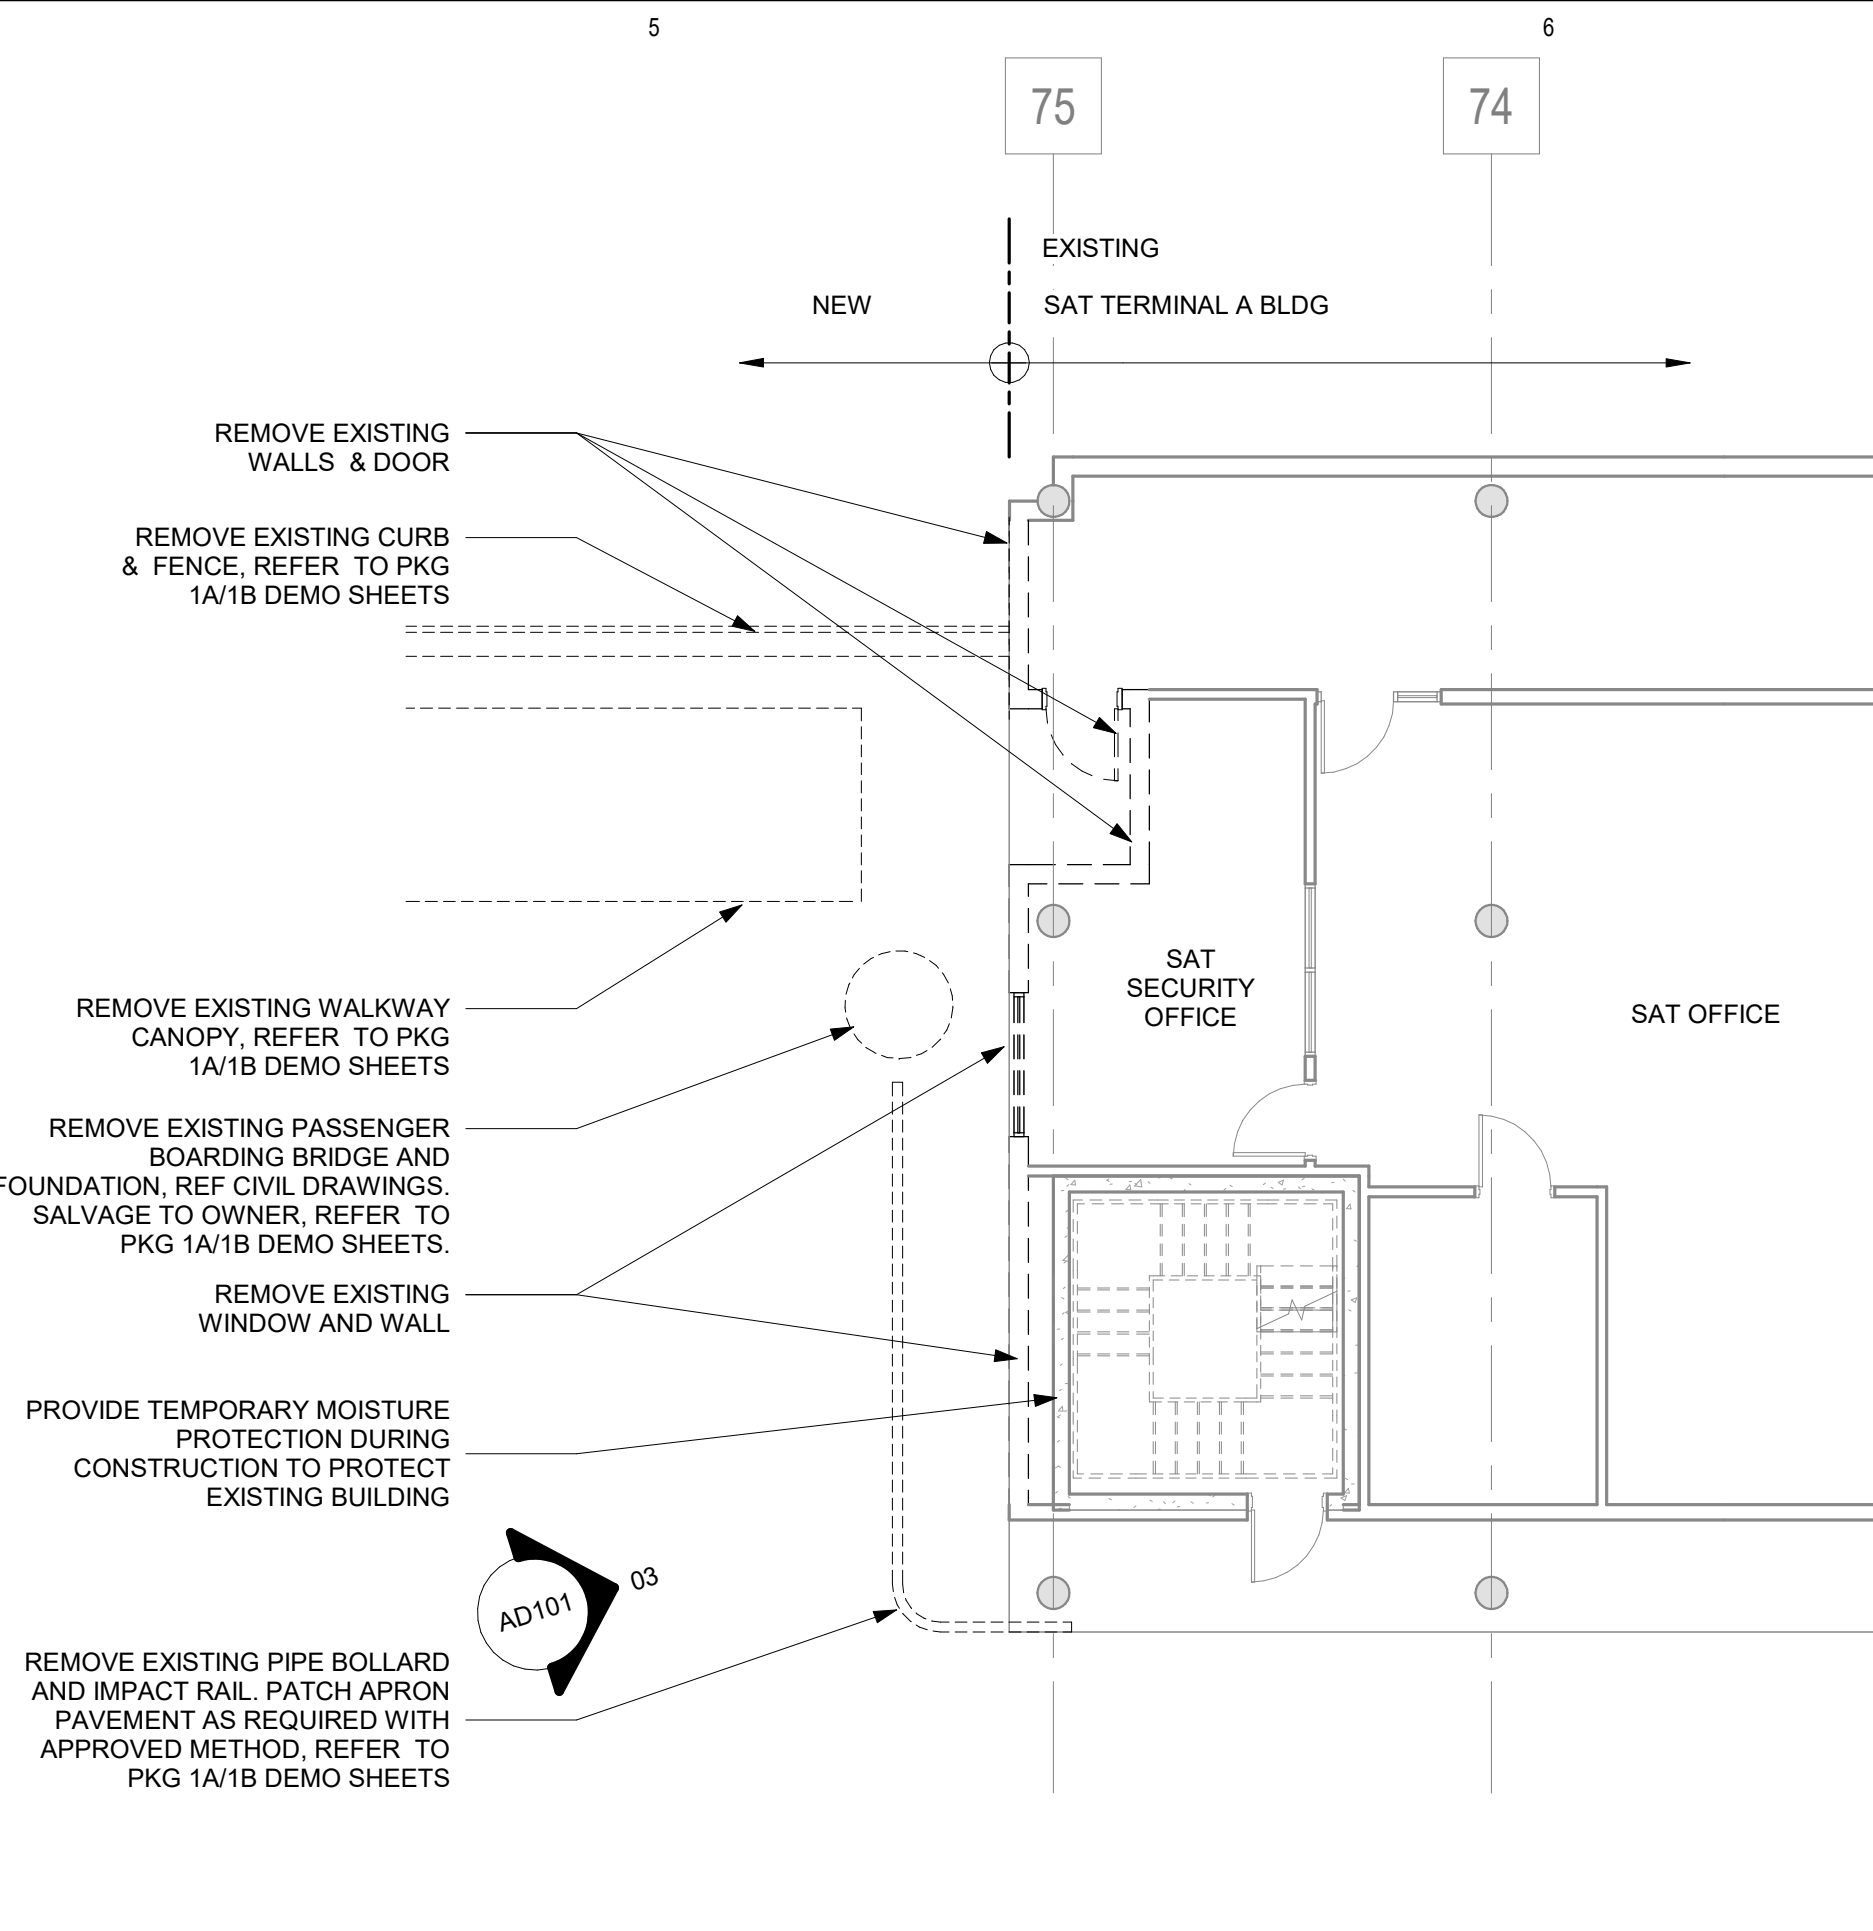 5
6
75
74
EXISTING
NEW
SAT TERMINAL A BLDG
REMOVE EXISTING
WALLS & DOOR
REMOVE EXISTING CURB
& FENCE, REFER TO PKG
1A/1B DEMO SHEETS
SAT
SECURITY
OFFICE
SAT OFFICE
REMOVE EXISTING WALKWAY
CANOPY, REFER TO PKG
1A/1B DEMO SHEETS
REMOVE EXISTING PASSENGER
BOARDING BRIDGE AND
FOUNDATION, REF CIVIL DRAWINGS.
SALVAGE TO OWNER, REFER TO
PKG 1A/1B DEMO SHEETS.
REMOVE EXISTING
WINDOW AND WALL
PROVIDE TEMPORARY MOISTURE
PROTECTION DURING
CONSTRUCTION TO PROTECT
EXISTING BUILDING
AD101
03
REMOVE EXISTING PIPE BOLLARD
AND IMPACT RAIL. PATCH APRON
PAVEMENT AS REQUIRED WITH
APPROVED METHOD, REFER TO
PKG 1A/1B DEMO SHEETS